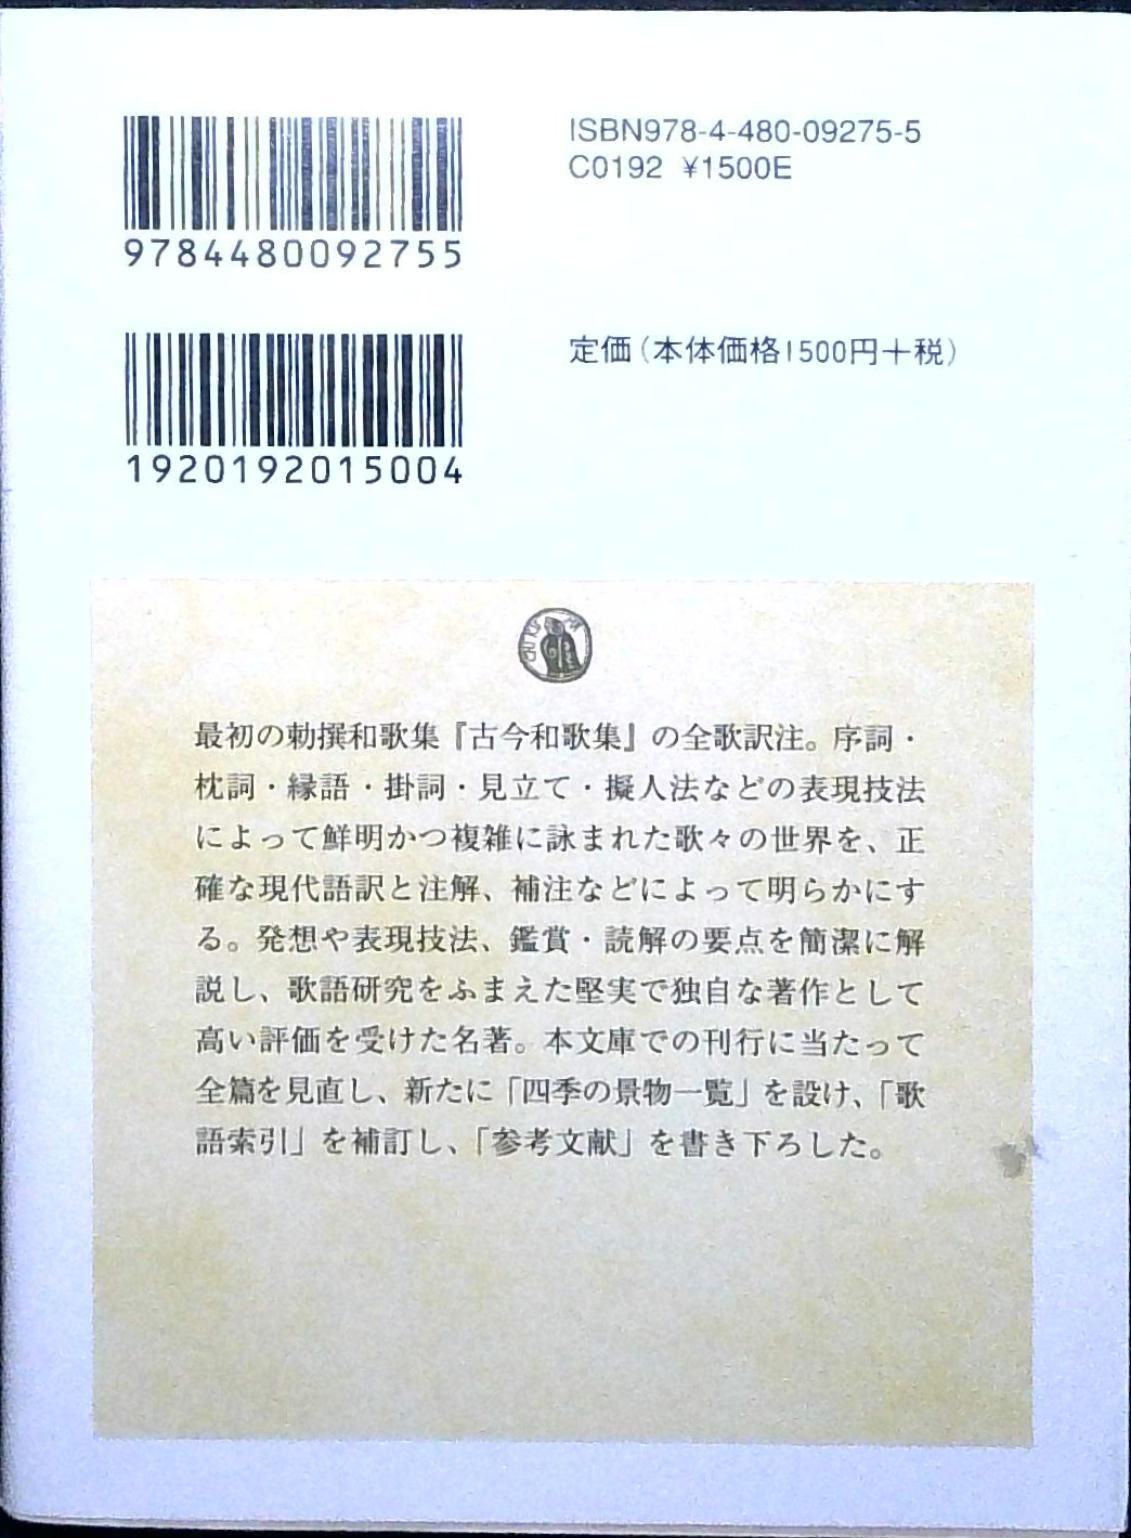 ISBN978-4-480-09275-5
C0192 ¥1500E
9784480092755
定価(本体価格1500円+税)
1920192015004
最初の勅撰和歌集『古今和歌集』の全歌訳注。序詞・
枕詞・縁語・掛詞・見立て・擬人法などの表現技法
によって鮮明かつ複雑に詠まれた歌々の世界を、正
確な現代語訳と注解、補注などによって明らかにす
る。発想や表現技法、鑑賞・読解の要点を簡潔に解
説し、歌語研究をふまえた堅実で独自な著作として
高い評価を受けた名著。本文庫での刊行に当たって
全篇を見直し、新たに「四季の景物一覧」を設け、「歌
語索引」を補訂し、「参考文献」を書き下ろした。